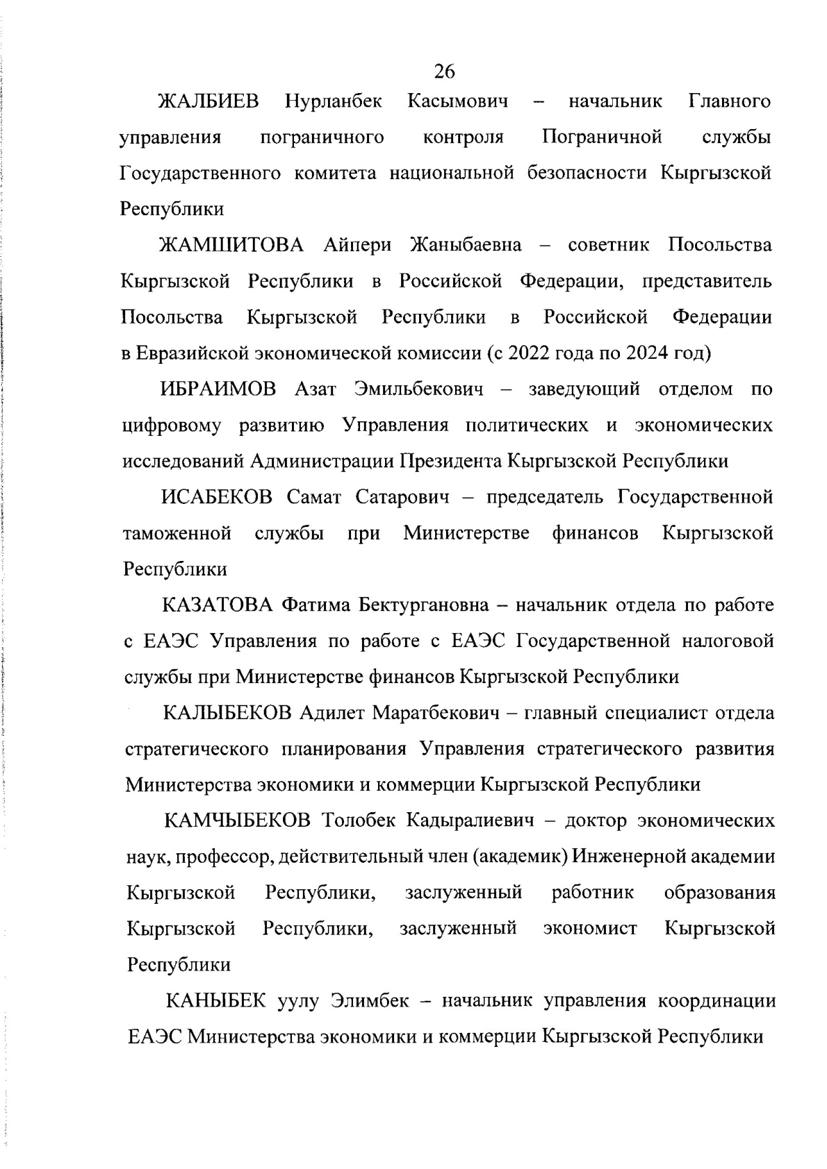 26
ЖАЛБИЕВ Нурланбек Касымович – начальник Главного
управления пограничного контроля Пограничной службы
Государственного комитета национальной безопасности Кыргызской
Республики
ЖАМШИТОВА Айпери Жаныбаевна – советник Посольства
Кыргызской Республики в Российской Федерации, представитель
Посольства Кыргызской Республики в Российской Федерации
в Евразийской экономической комиссии (с 2022 года по 2024 год)
ИБРАИМОВ Азат Эмильбекович – заведующий отделом по
цифровому развитию Управления политических и экономических
исследований Администрации Президента Кыргызской Республики
ИСАБЕКОВ Самат Сатарович – председатель Государственной
таможенной службы при Министерстве финансов Кыргызской
Республики
КАЗАТОВА Фатима Бектургановна – начальник отдела по работе
с ЕАЭС Управления по работе с ЕАЭС Государственной налоговой
службы при Министерстве финансов Кыргызской Республики
КАЛЫБЕКОВ Адилет Маратбекович – главный специалист отдела
стратегического планирования Управления стратегического развития
Министерства экономики и коммерции Кыргызской Республики
КАМЧЫБЕКОВ Толобек Кадыралиевич – доктор экономических
наук, профессор, действительный член (академик) Инженерной академии
Кыргызской Республики, заслуженный работник образования
Кыргызской Республики, заслуженный экономист Кыргызской
Республики
КАНЫБЕК уулу Элимбек – начальник управления координации
ЕАЭС Министерства экономики и коммерции Кыргызской Республики